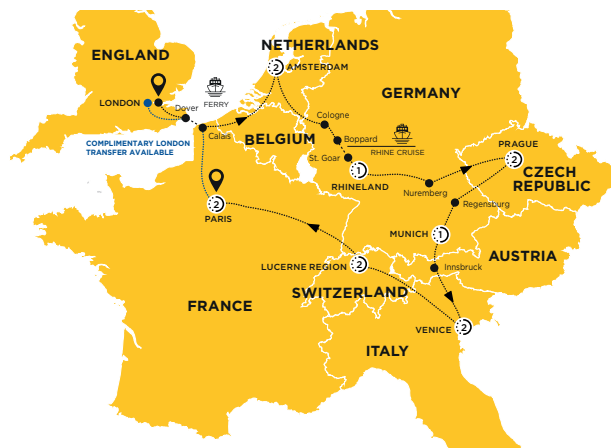 NETHERLANDS
ENGLAND
2
AMSTERDAM
GERMANY
LONDON
Dover
FERRY
Calais
Cologne
COMPLIMENTARY LONDON
TRANSFER AVAILABLE
BELGIUM
Boppard
RHINE CRUISE
St. Goar
1
RHINELAND
PRAGUE
2
CZECH
REPUBLIC
Nuremberg
Regensburg
2
PARIS
MUNICH
1
AUSTRIA
LUCERNE REGION
2
Innsbruck
SWITZERLAND
FRANCE
VENICE
2
ITALY